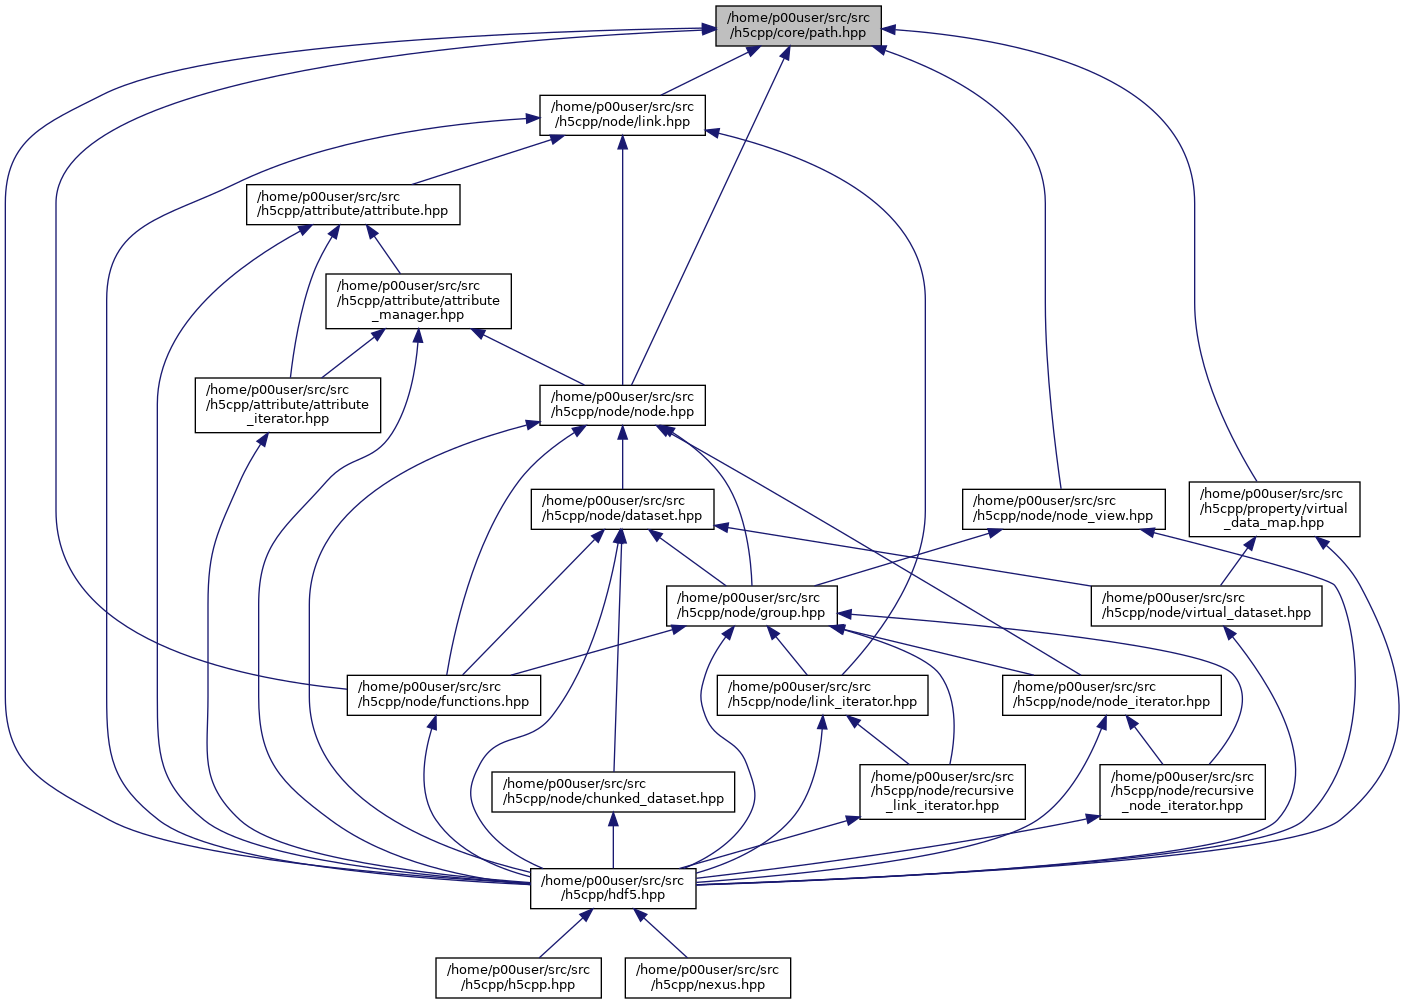 /home/p00user/src/src
/h5cpp/core/path.hpp
/home/p00user/src/src
/h5cpp/node/link.hpp
/home/p00user/src/src
/h5cpp/attribute/attribute.hpp
/home/p00user/src/src
/h5cpp/attribute/attribute
_manager.hpp
/home/p00user/src/src
/h5cpp/attribute/attribute
_iterator.hpp
/home/p00user/src/src
/h5cpp/node/node.hpp
/home/p00user/src/src
/h5cpp/node/dataset.hpp
/home/p00user/src/src
/h5cpp/node/node_view.hpp
/home/p00user/src/src
/h5cpp/property/virtual
_data_map.hpp
/home/p00user/src/src
/h5cpp/node/group.hpp
/home/p00user/src/src
/h5cpp/node/virtual_dataset.hpp
/home/p00user/src/src
/h5cpp/node/functions.hpp
/home/p00user/src/src
/h5cpp/node/link_iterator.hpp
/home/p00user/src/src
/h5cpp/node/node_iterator.hpp
/home/p00user/src/src
/h5cpp/node/chunked_dataset.hpp
/home/p00user/src/src
/h5cpp/node/recursive
_link_iterator.hpp
/home/p00user/src/src
/h5cpp/node/recursive
_node_iterator.hpp
/home/p00user/src/src
/h5cpp/hdf5.hpp
/home/p00user/src/src
/h5cpp/h5cpp.hpp
/home/p00user/src/src
/h5cpp/nexus.hpp